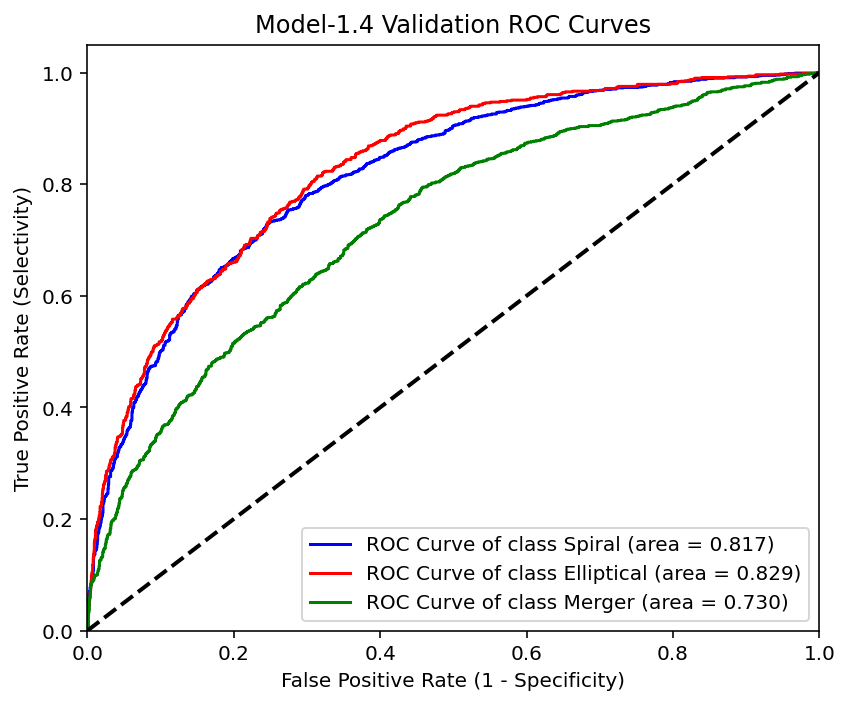 Model-1.4 Validation ROC Curves
True Positive Rate (Selectivity)
1.0
0.8
0.6
0.4
0.2
0.0
ROC Curve of class Spiral (area = 0.817)
ROC Curve of class Elliptical (area = 0.829)
ROC Curve of class Merger (area = 0.730)
0.0 0.2 0.4 0.6 0.8 1.0
False Positive Rate (1 - Specificity)